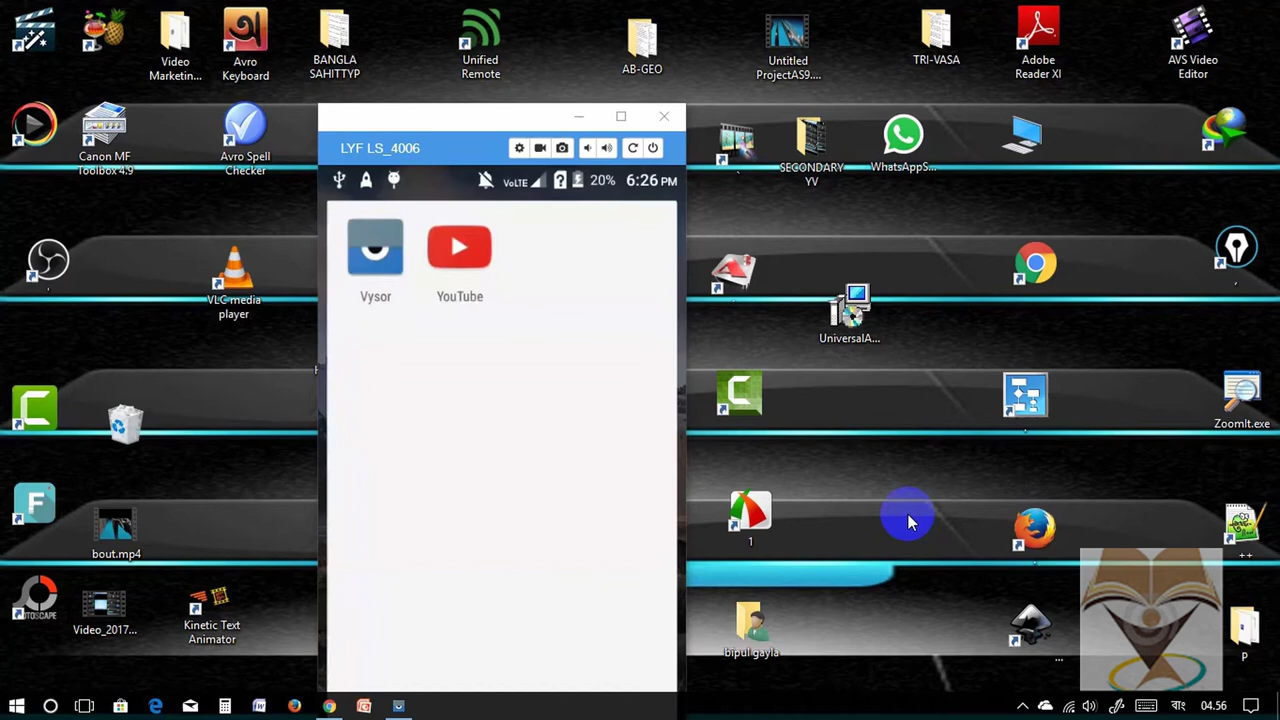 Video
Marketin...
Avro
Keyboard
BANGLA
SAHITTYP
Unified
Remote
AB-GEO
Untitled
ProjectAS9....
TRI-VASA
Adobe
Reader XI
AVS Video
Editor
Canon MF
Toolbox 4.9
Avro Spell
Checker
LYF LS_4006
VoLTE
20%
6:26 PM
Vysor
YouTube
SECONDARY
YV
WhatsAppS...
VLC media
player
UniversalA...
ZoomIt.exe
bout.mp4
1
++
AUTOSCAPE
Video_2017...
Kinetic Text
Animator
bipul gayla
...
P
বাং
04.56